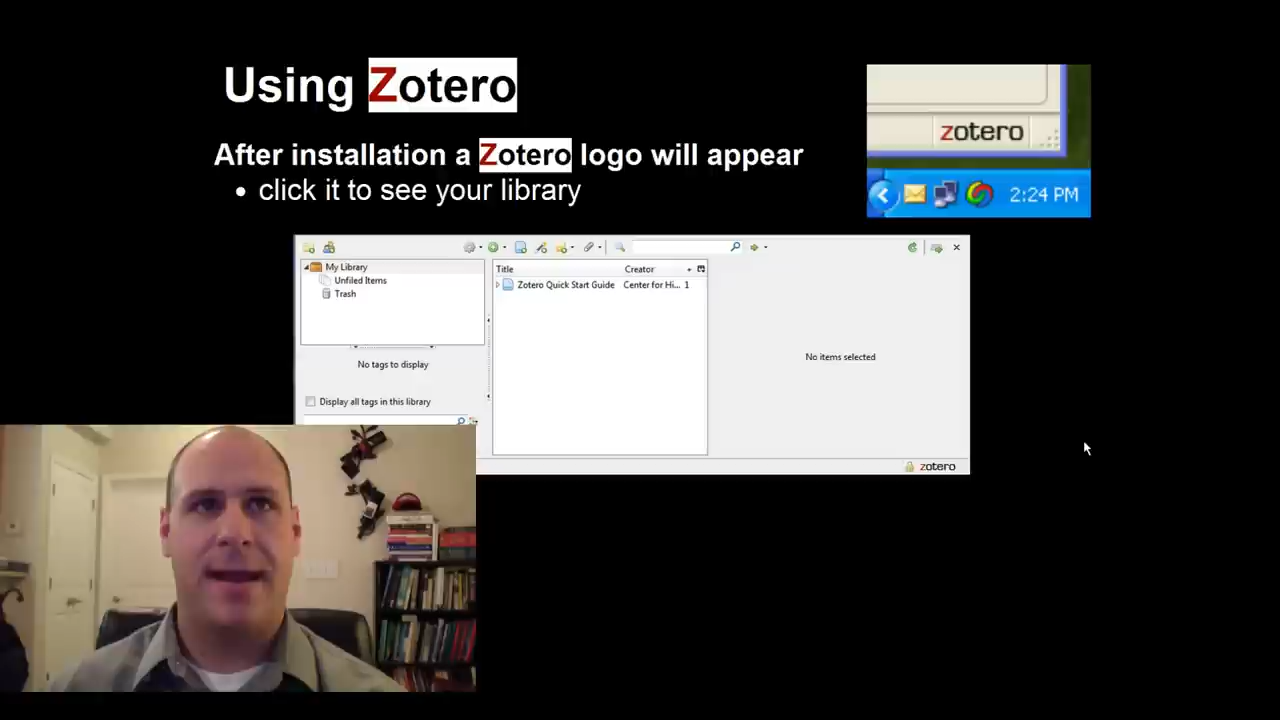 Using Zotero
After installation a Zotero logo will appear
• click it to see your library
zotero
2:24 PM
My Library
Unfiled Items
Trash
No tags to display
Display all tags in this library
Title Creator
Zotero Quick Start Guide Center for Hi... 1
No items selected
zotero